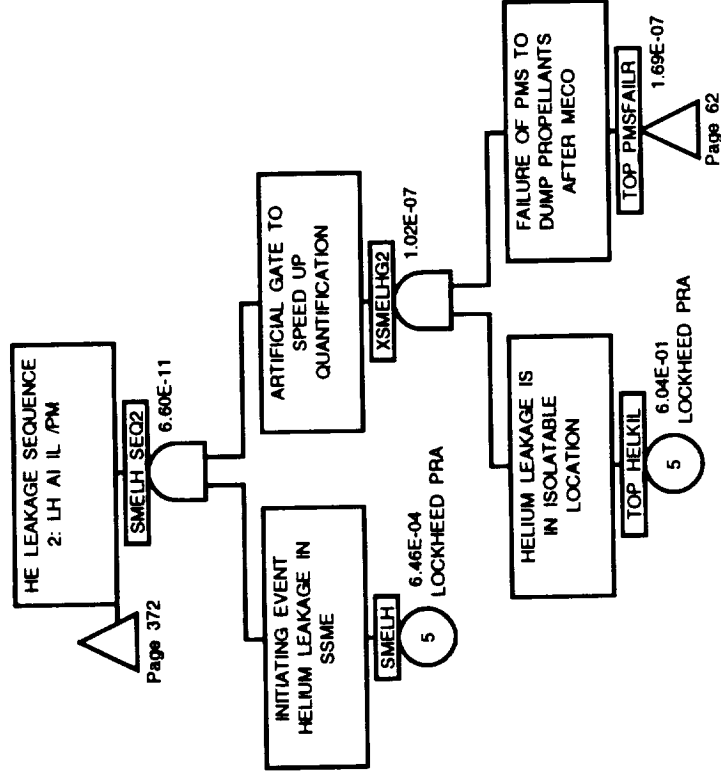 HE LEAKAGE SEQUENCE
2: LH AI IL /PM
SMELH SEQ2
6.60E-11
Page 372
INITIATING EVENT
HELIUM LEAKAGE IN
SSME
SMELH
6.46E-04
LOCKHEED PRA
5
ARTIFICIAL GATE TO
SPEED UP
QUANTIFICATION
XSMELHG2
1.02E-07
HELIUM LEAKAGE IS
IN ISOLATABLE
LOCATION
TOP HELKIL
6.04E-01
LOCKHEED PRA
5
FAILURE OF PMS TO
DUMP PROPELLANTS
AFTER MECO
TOP PMSFAILR
1.69E-07
Page 62